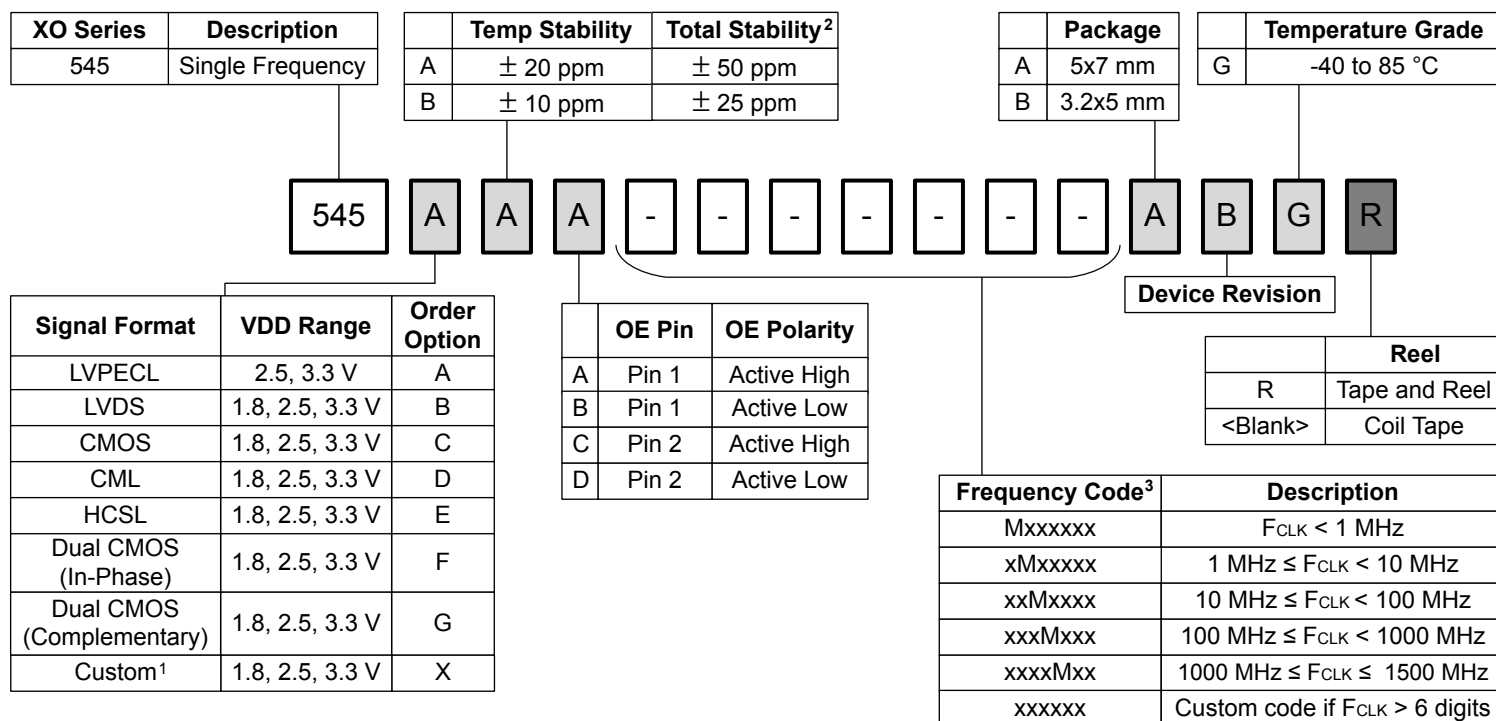 XO Series Description
545 Single Frequency
Temp Stability Total Stability²
A ± 20 ppm ± 50 ppm
B ± 10 ppm ± 25 ppm
Package
A 5x7 mm
B 3.2x5 mm
Temperature Grade
G -40 to 85 °C
545 A A A - - - - - - - A B G R
Signal Format VDD Range Order
Option
LVPECL 2.5, 3.3 V A
LVDS 1.8, 2.5, 3.3 V B
CMOS 1.8, 2.5, 3.3 V C
CML 1.8, 2.5, 3.3 V D
HCSL 1.8, 2.5, 3.3 V E
Dual CMOS
(In-Phase) 1.8, 2.5, 3.3 V F
Dual CMOS
(Complementary) 1.8, 2.5, 3.3 V G
Custom¹ 1.8, 2.5, 3.3 V X
OE Pin OE Polarity
A Pin 1 Active High
B Pin 1 Active Low
C Pin 2 Active High
D Pin 2 Active Low
Device Revision
Reel
R Tape and Reel
<Blank> Coil Tape
Frequency Code³ Description
Mxxxxxx FCLK < 1 MHz
xMxxxxx 1 MHz ≤ FCLK < 10 MHz
xxMxxxx 10 MHz ≤ FCLK < 100 MHz
xxxMxxx 100 MHz ≤ FCLK < 1000 MHz
xxxxMxx 1000 MHz ≤ FCLK ≤ 1500 MHz
xxxxxx Custom code if FCLK > 6 digits